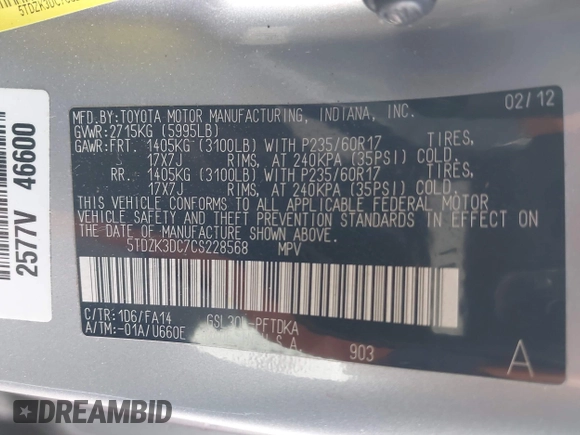 5TDZK3DC7CS2
MFD.BY:TOYOTA MOTOR MANUFACTURING, INDIANA, INC. 02/12
GVWR:2715KG (5995LB)
GAWR:FRT. 1405KG (3100LB) WITH P235/60R17 TIRES,
17X7J RIMS, AT 240KPA (35PSI) COLD.
RR. 1405KG (3100LB) WITH P235/60R17 TIRES,
17X7J RIMS, AT 240KPA (35PSI) COLD.
THIS VEHICLE CONFORMS TO ALL APPLICABLE FEDERAL MOTOR
VEHICLE SAFETY AND THEFT PREVENTION STANDARDS IN EFFECT ON
THE DATE OF MANUFACTURE SHOWN ABOVE.
5TDZK3DC7CS228568 MPV
C/TR:1D6/FA14 -PFTDKA
A/TM:-01A/U660E U.S.A. 903
A
2577V 46600
DREAMBID